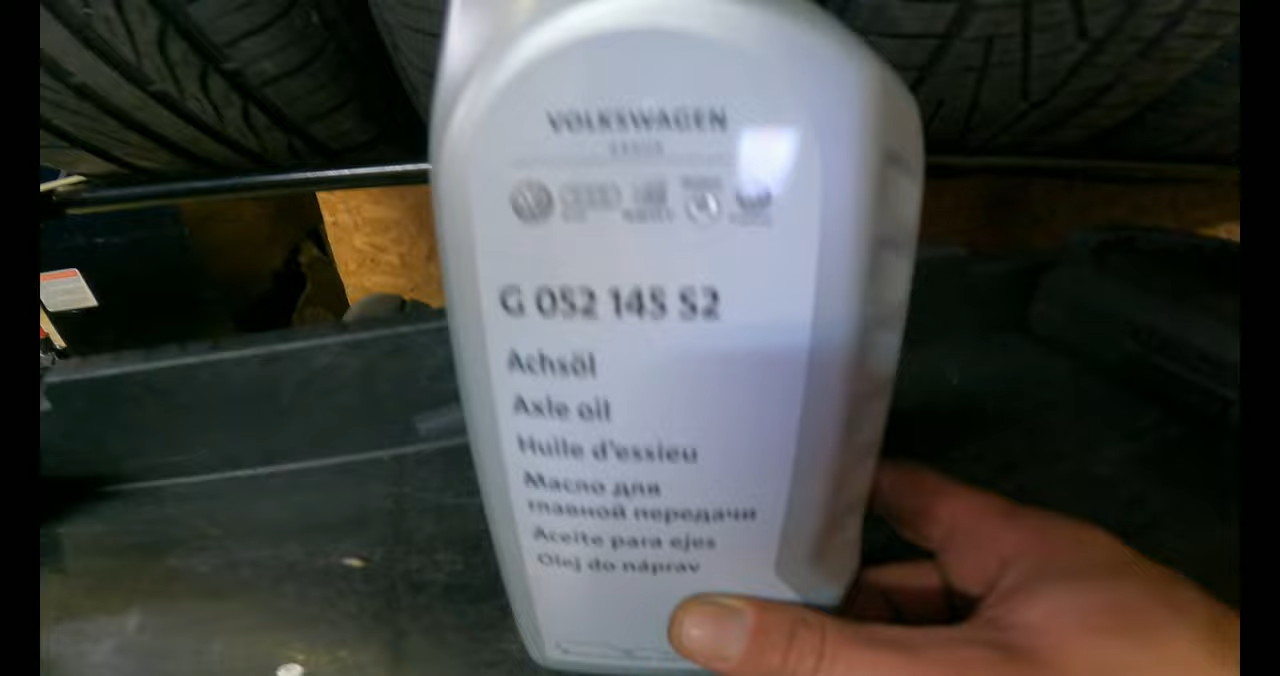 VOLKSWAGEN
G 052 145 S2
Achsöl
Axle oil
Huile d'essieu
Масло для
главной передачи
Aceite para ejes
Olej do náprav